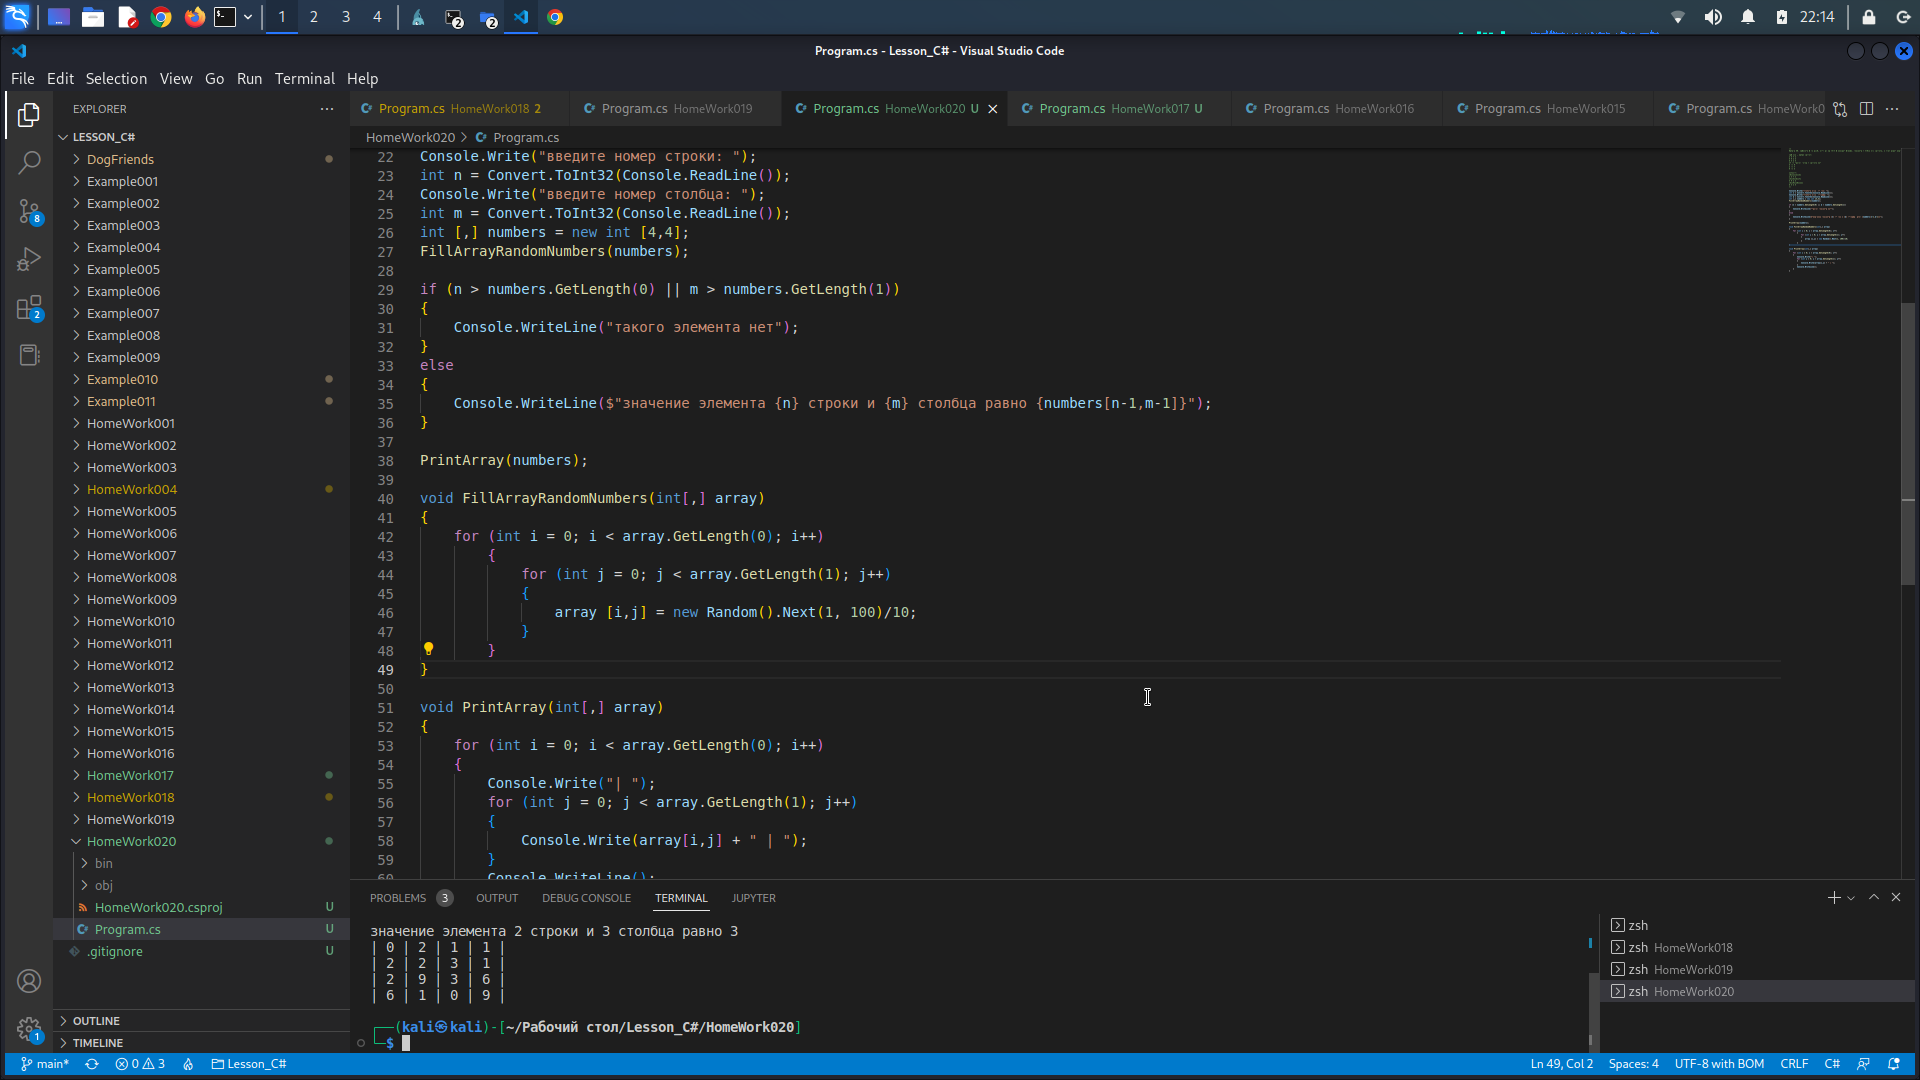 1 2 3 4 2 2 22:14
Program.cs - Lesson_C# - Visual Studio Code
File Edit Selection View Go Run Terminal Help
EXPLORER
Program.cs HomeWork018 2 Program.cs HomeWork019 Program.cs HomeWork020 U Program.cs HomeWork017 U Program.cs HomeWork016 Program.cs HomeWork015 Program.cs HomeWork0
HomeWork020 > Program.cs
LESSON_C#
DogFriends
Example001
Example002
Example003
Example004
Example005
Example006
Example007
Example008
Example009
Example010
Example011
HomeWork001
HomeWork002
HomeWork003
HomeWork004
HomeWork005
HomeWork006
HomeWork007
HomeWork008
HomeWork009
HomeWork010
HomeWork011
HomeWork012
HomeWork013
HomeWork014
HomeWork015
HomeWork016
HomeWork017
HomeWork018
HomeWork019
HomeWork020
bin
obj
HomeWork020.csproj U
Program.cs U
.gitignore U
OUTLINE
TIMELINE
8
2
1
22 Console.Write("введите номер строки: ");
23 int n = Convert.ToInt32(Console.ReadLine());
24 Console.Write("введите номер столбца: ");
25 int m = Convert.ToInt32(Console.ReadLine());
26 int [,] numbers = new int [4,4];
27 FillArrayRandomNumbers(numbers);
28
29 if (n > numbers.GetLength(0) || m > numbers.GetLength(1))
30 {
31 Console.WriteLine("такого элемента нет");
32 }
33 else
34 {
35 Console.WriteLine($"значение элемента {n} строки и {m} столбца равно {numbers[n-1,m-1]}");
36 }
37
38 PrintArray(numbers);
39
40 void FillArrayRandomNumbers(int[,] array)
41 {
42 for (int i = 0; i < array.GetLength(0); i++)
43 {
44 for (int j = 0; j < array.GetLength(1); j++)
45 {
46 array [i,j] = new Random().Next(1, 100)/10;
47 }
48 }
49 }
50
51 void PrintArray(int[,] array)
52 {
53 for (int i = 0; i < array.GetLength(0); i++)
54 {
55 Console.Write("| ");
56 for (int j = 0; j < array.GetLength(1); j++)
57 {
58 Console.Write(array[i,j] + " | ");
59 }
60 Console.WriteLine();
PROBLEMS 3 OUTPUT DEBUG CONSOLE TERMINAL JUPYTER
значение элемента 2 строки и 3 столбца равно 3
| 0 | 2 | 1 | 1 |
| 2 | 2 | 3 | 1 |
| 2 | 9 | 3 | 6 |
| 6 | 1 | 0 | 9 |
(kali㉿kali)-[~/Рабочий стол/Lesson_C#/HomeWork020]
$
zsh
zsh HomeWork018
zsh HomeWork019
zsh HomeWork020
main* 0 3 Lesson_C# Ln 49, Col 2 Spaces: 4 UTF-8 with BOM CRLF C#